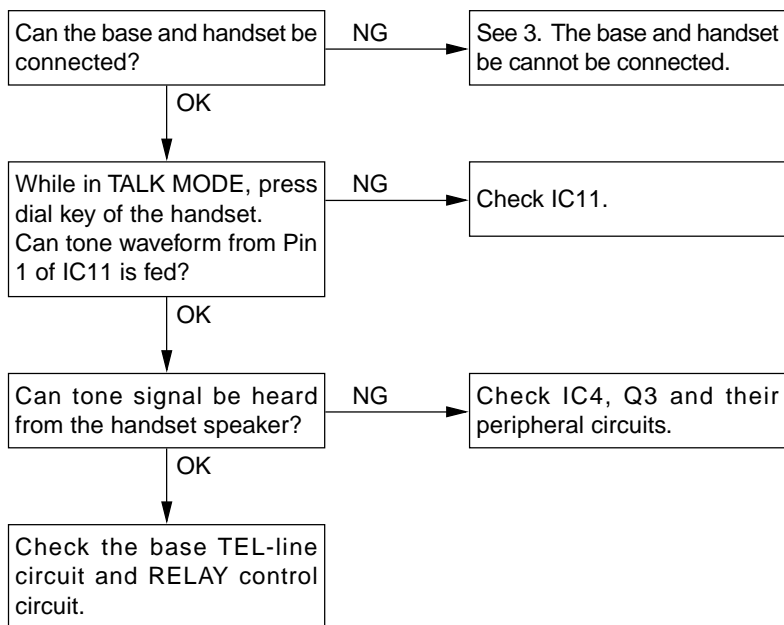 Can the base and handset be
connected?
NG
See 3. The base and handset
be cannot be connected.
OK
While in TALK MODE, press
dial key of the handset.
Can tone waveform from Pin
1 of IC11 is fed?
NG
Check IC11.
OK
Can tone signal be heard
from the handset speaker?
NG
Check IC4, Q3 and their
peripheral circuits.
OK
Check the base TEL-line
circuit and RELAY control
circuit.